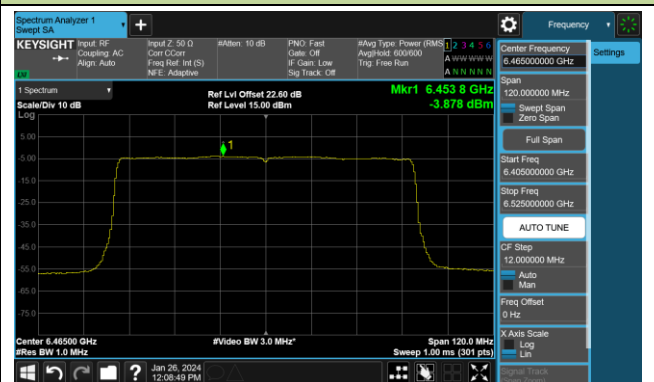 Spectrum Analyzer 1
Swept SA
Frequency
KEYSIGHT
Input: RF
Coupling: AC
Align: Auto
Input Z: 50 Ω
Corr CCorr
Freq Ref: Int (S)
NFE: Adaptive
#Atten: 10 dB
PNO: Fast
Gate: Off
IF Gain: Low
Sig Track: Off
#Avg Type: Power (RMS
Avg|Hold: 600/600
Trig: Free Run
1 2 3 4 5 6
A W W W W W
A N N N N N
LXI
1 Spectrum
Scale/Div 10 dB
Log
Ref Lvl Offset 22.60 dB
Ref Level 15.00 dBm
Mkr1 6.453 8 GHz
-3.878 dBm
1
5.00
-5.00
-15.0
-25.0
-35.0
-45.0
-55.0
-65.0
-75.0
Center 6.46500 GHz
#Res BW 1.0 MHz
#Video BW 3.0 MHz*
Span 120.0 MHz
Sweep 1.00 ms (301 pts)
Jan 26, 2024
12:08:49 PM
Center Frequency
6.465000000 GHz
Settings
Span
120.000000 MHz
Swept Span
Zero Span
Full Span
Start Freq
6.405000000 GHz
Stop Freq
6.525000000 GHz
AUTO TUNE
CF Step
12.000000 MHz
Auto
Man
Freq Offset
0 Hz
X Axis Scale
Log
Lin
Signal Track